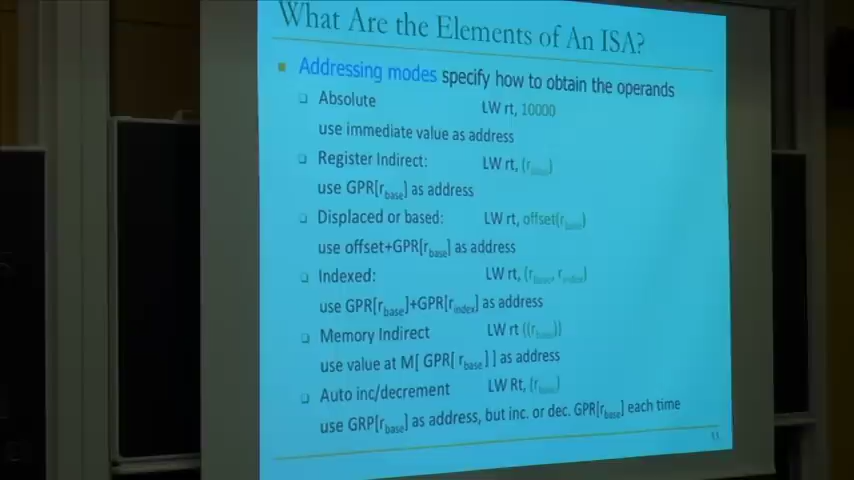 What Are the Elements of An ISA?
Addressing modes specify how to obtain the operands
Absolute LW rt, 10000
use immediate value as address
Register Indirect: LW rt, (rbase)
use GPR[rbase] as address
Displaced or based: LW rt, offset(rbase)
use offset+GPR[rbase] as address
Indexed: LW rt, (rbase, rindex)
use GPR[rbase]+GPR[rindex] as address
Memory Indirect LW rt ((rbase))
use value at M[ GPR[ rbase ] ] as address
Auto inc/decrement LW Rt, (rbase)
use GRP[rbase] as address, but inc. or dec. GPR[rbase] each time